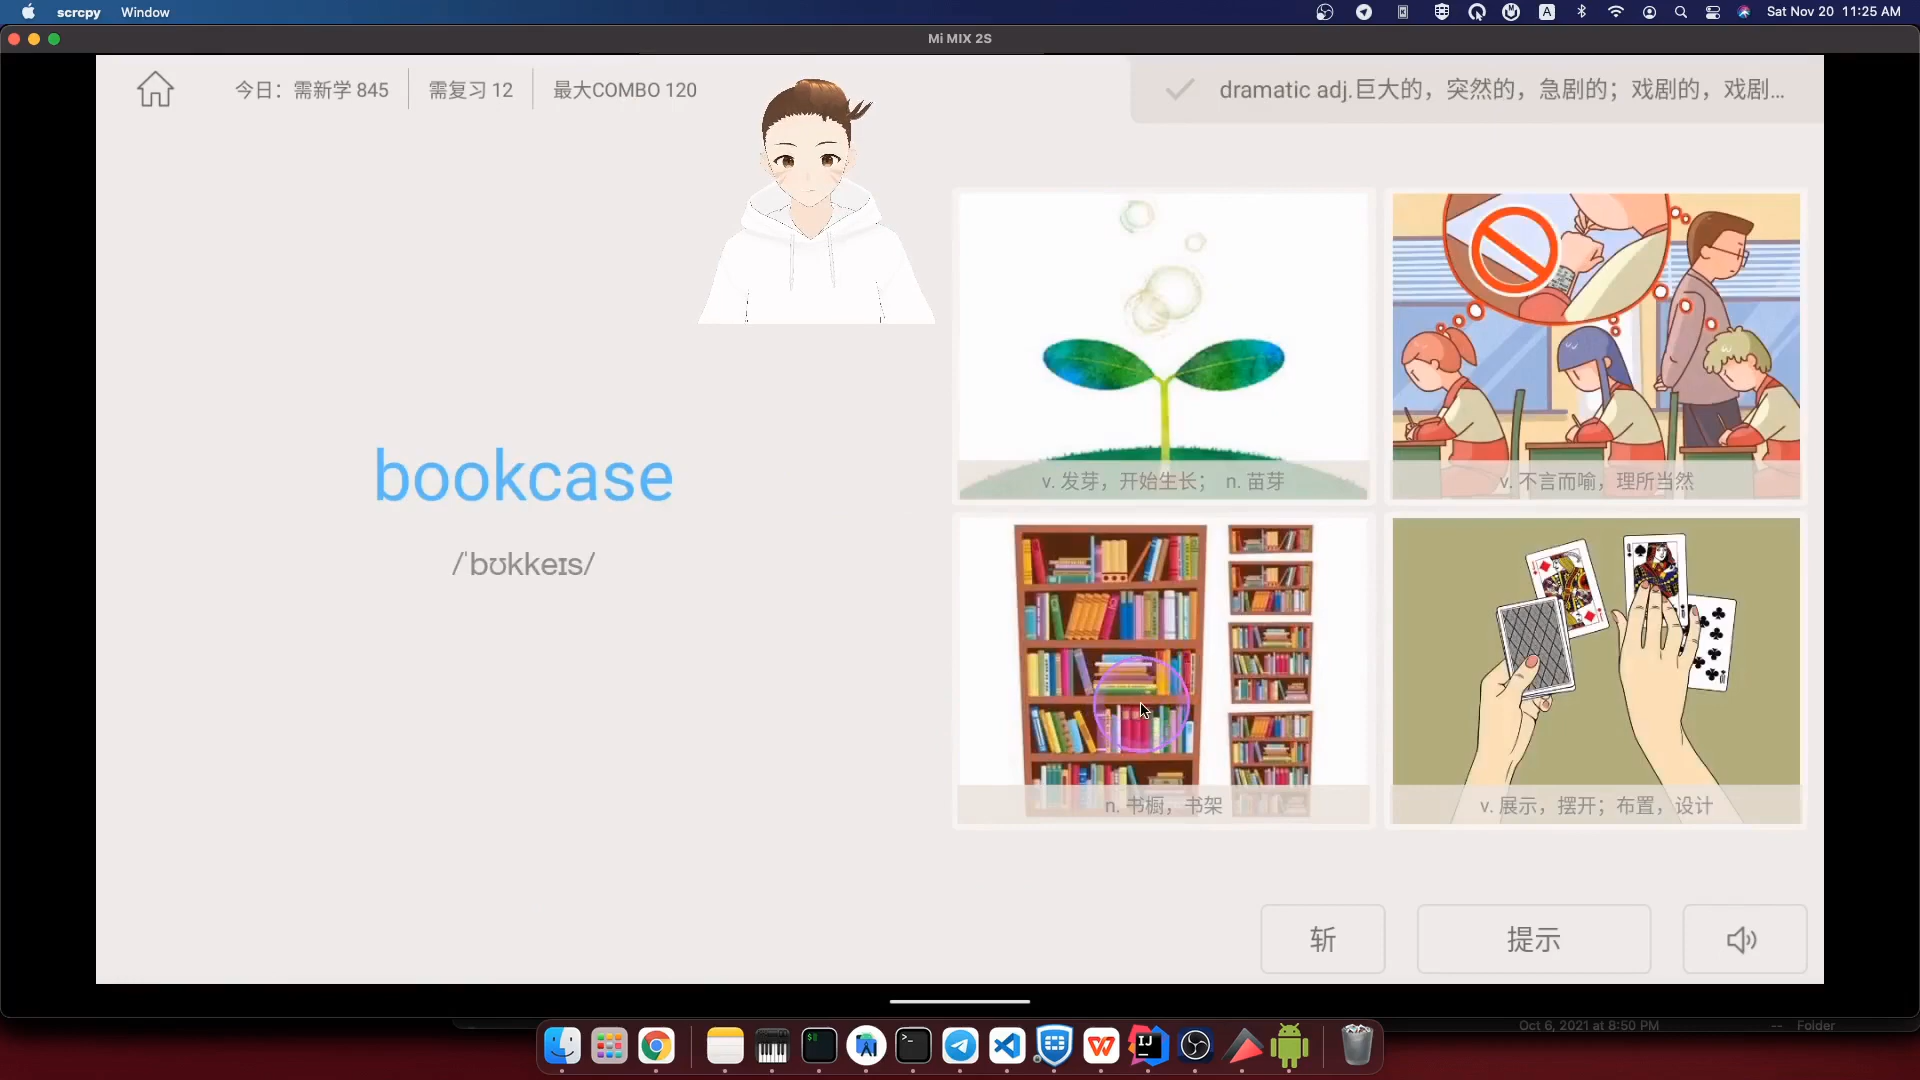 scrcpy Window
A
Sat Nov 20 11:25 AM
Mi MIX 2S
今日：需新学 845
需复习 12
最大COMBO 120
dramatic adj.巨大的，突然的，急剧的；戏剧的，戏剧...
bookcase
/ˈbʊkkeɪs/
v. 发芽，开始生长； n. 苗芽
v. 不言而喻，理所当然
n. 书橱，书架
v. 展示，摆开；布置，设计
斩
提示
Oct 6, 2021 at 8:50 PM -- Folder
IJ